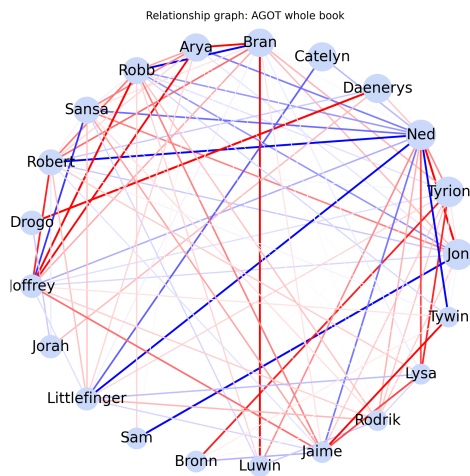 Relationship graph: AGOT whole book
Arya
Bran
Catelyn
Robb
Daenerys
Sansa
Ned
Robert
Tyrion
Drogo
Jon
Joffrey
Tywin
Jorah
Lysa
Littlefinger
Rodrik
Sam
Jaime
Bronn
Luwin